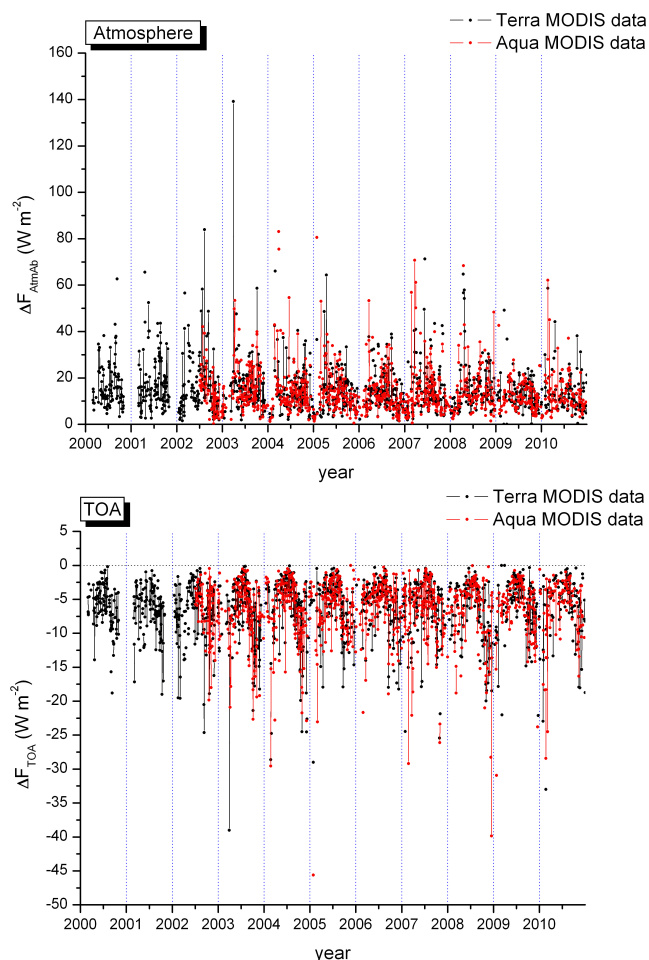 Terra MODIS data
Aqua MODIS data
Atmosphere
160
140
120
100
80
60
40
20
0
ΔF_AtmAb (W m⁻²)
2000 2001 2002 2003 2004 2005 2006 2007 2008 2009 2010
year
Terra MODIS data
Aqua MODIS data
TOA
5
0
-5
-10
-15
-20
-25
-30
-35
-40
-45
-50
ΔF_TOA (W m⁻²)
2000 2001 2002 2003 2004 2005 2006 2007 2008 2009 2010
year